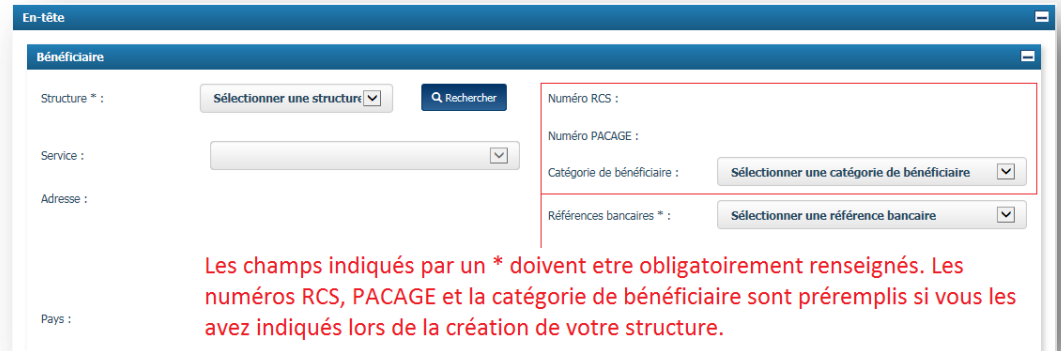 En-tête
Bénéficiaire
Structure * :
Sélectionner une structure
Rechercher
Service :
Adresse :
Pays :
Numéro RCS :
Numéro PACAGE :
Catégorie de bénéficiaire :
Sélectionner une catégorie de bénéficiaire
Références bancaires * :
Sélectionner une référence bancaire
Les champs indiqués par un * doivent etre obligatoirement renseignés. Les
numéros RCS, PACAGE et la catégorie de bénéficiaire sont préremplis si vous les
avez indiqués lors de la création de votre structure.